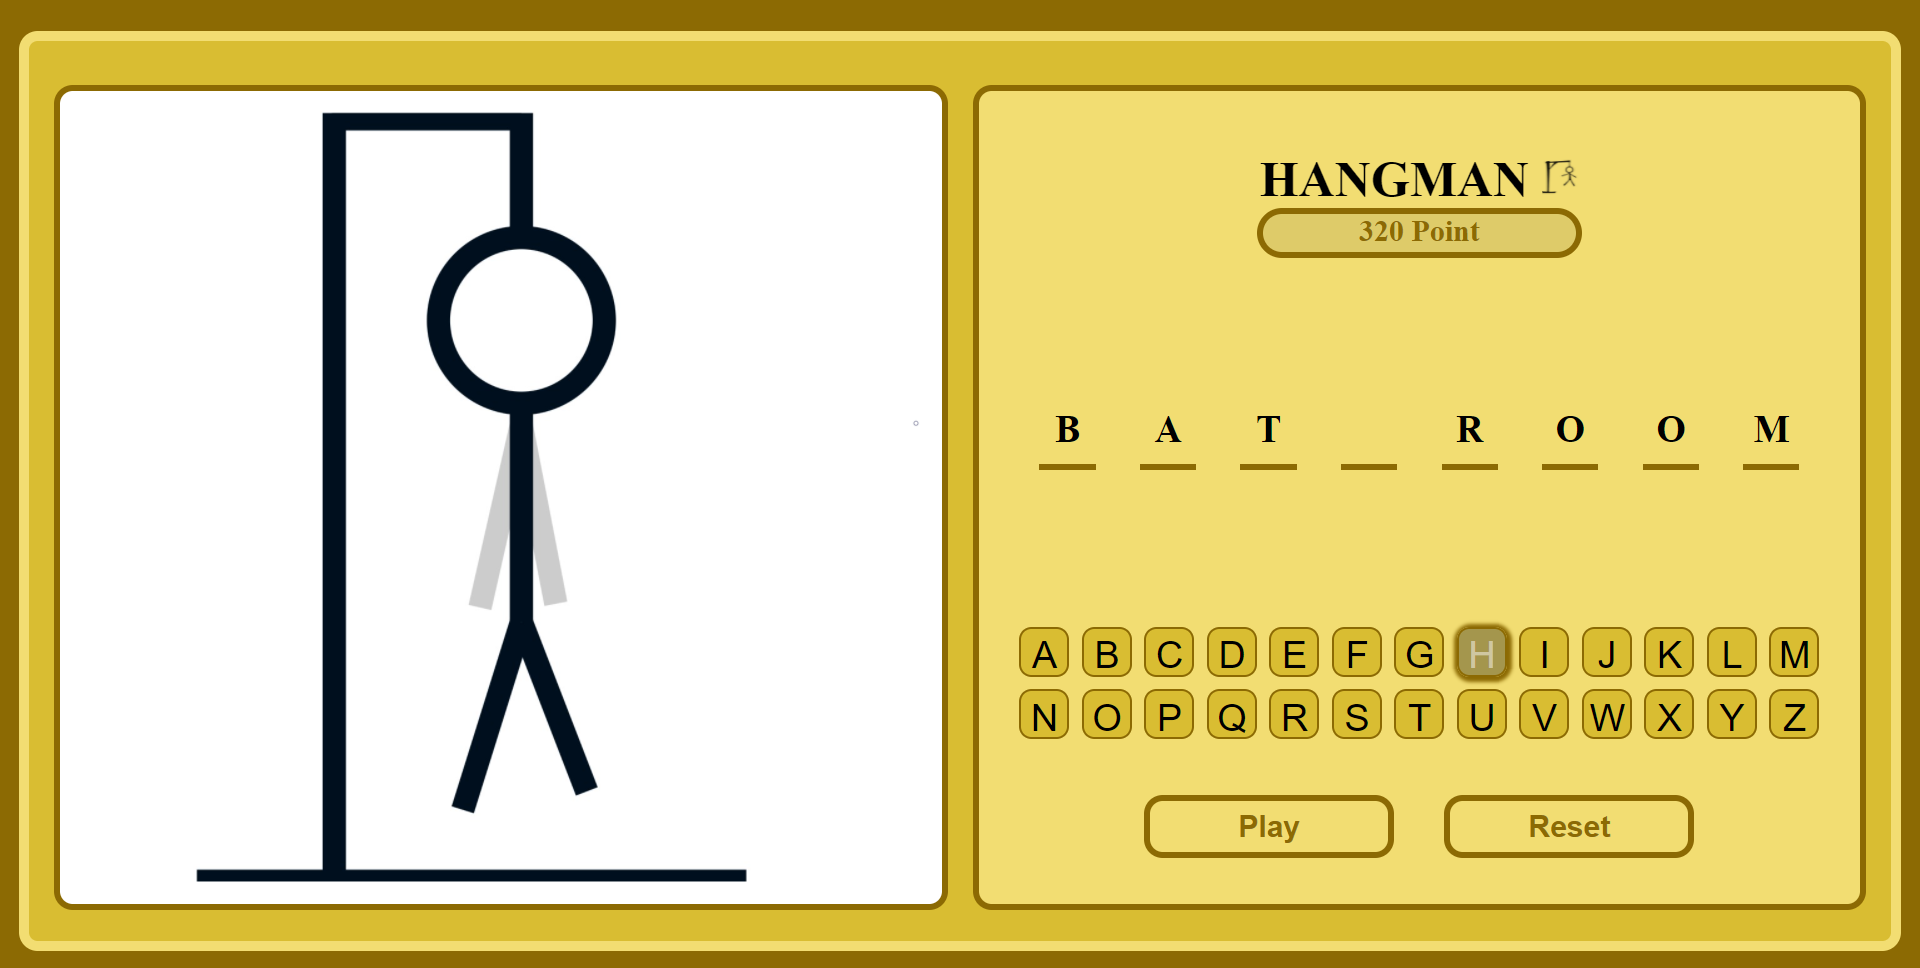 HANGMAN
320 Point
B A T R O O M
A B C D E F G H I J K L M
N O P Q R S T U V W X Y Z
Play Reset